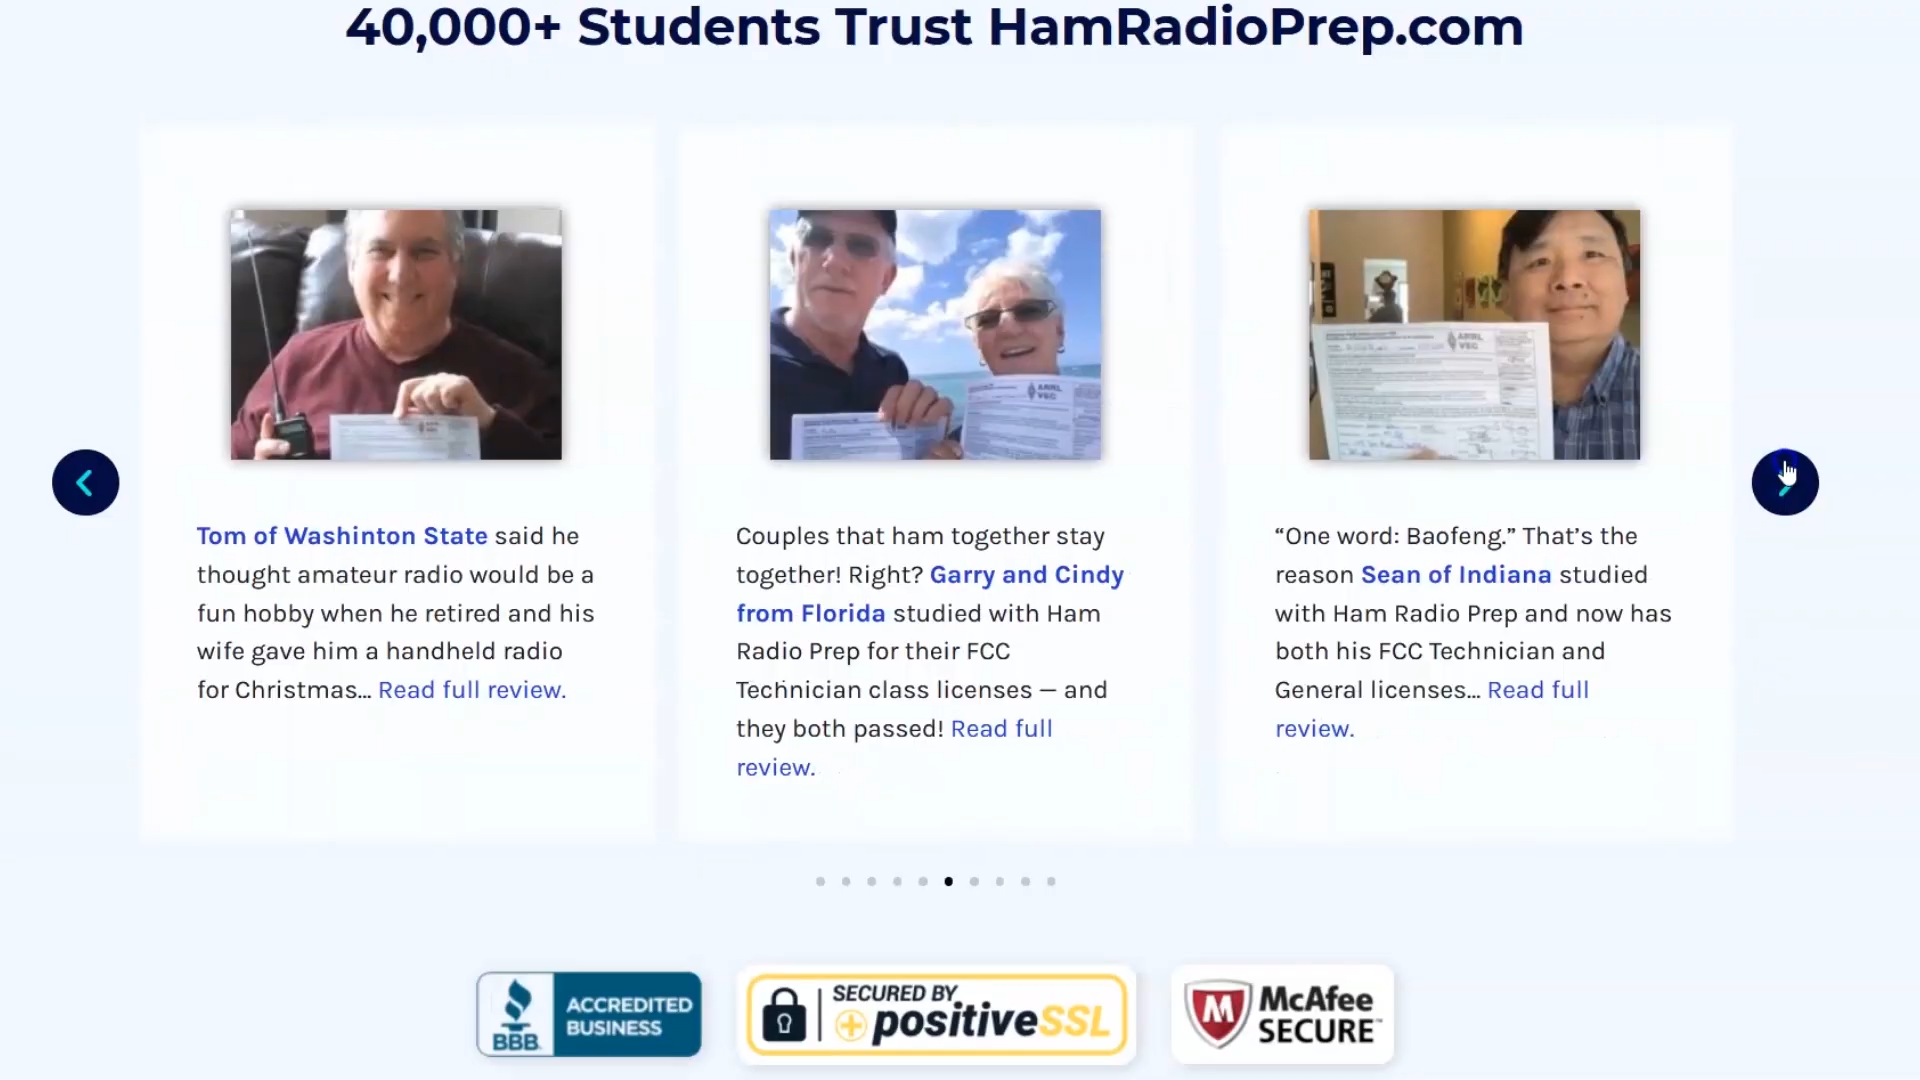 40,000+ Students Trust HamRadioPrep.com
Tom of Washinton State said he
thought amateur radio would be a
fun hobby when he retired and his
wife gave him a handheld radio
for Christmas... Read full review.
Couples that ham together stay
together! Right? Garry and Cindy
from Florida studied with Ham
Radio Prep for their FCC
Technician class licenses — and
they both passed! Read full
review.
“One word: Baofeng.” That’s the
reason Sean of Indiana studied
with Ham Radio Prep and now has
both his FCC Technician and
General licenses... Read full
review.
ARRL
VEC
ARRL
VEC
BBB
ACCREDITED
BUSINESS
SECURED BY
positiveSSL
McAfee
SECURE™